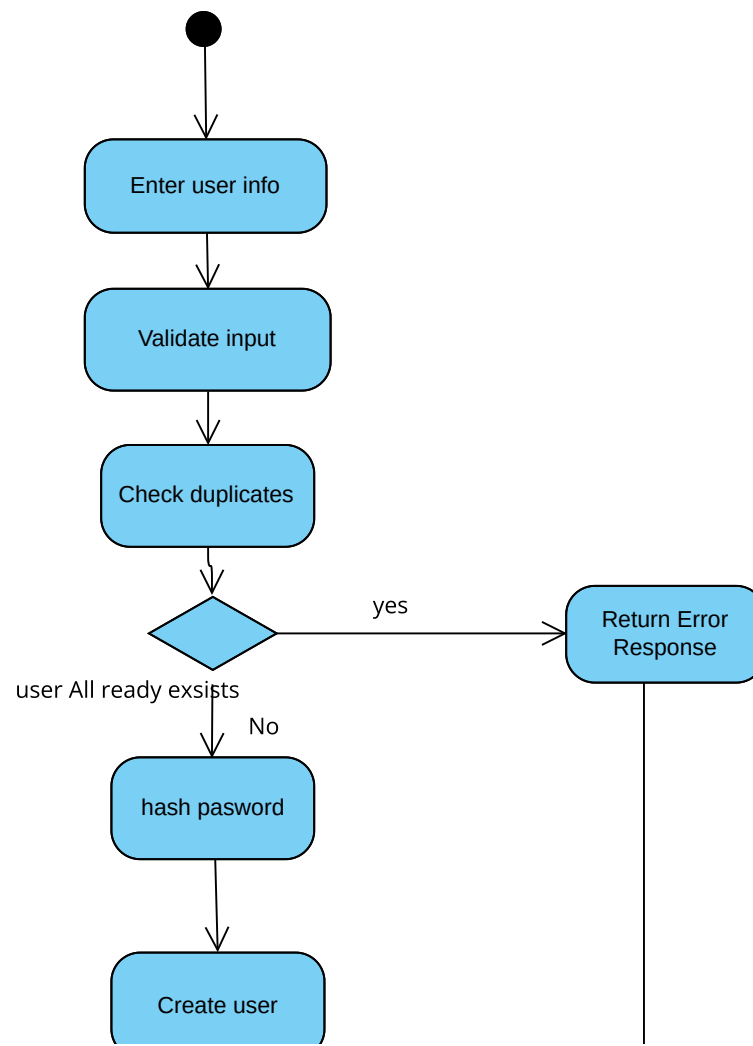 Enter user info
Validate input
Check duplicates
yes
Return Error
Response
user All ready exsists
No
hash pasword
Create user